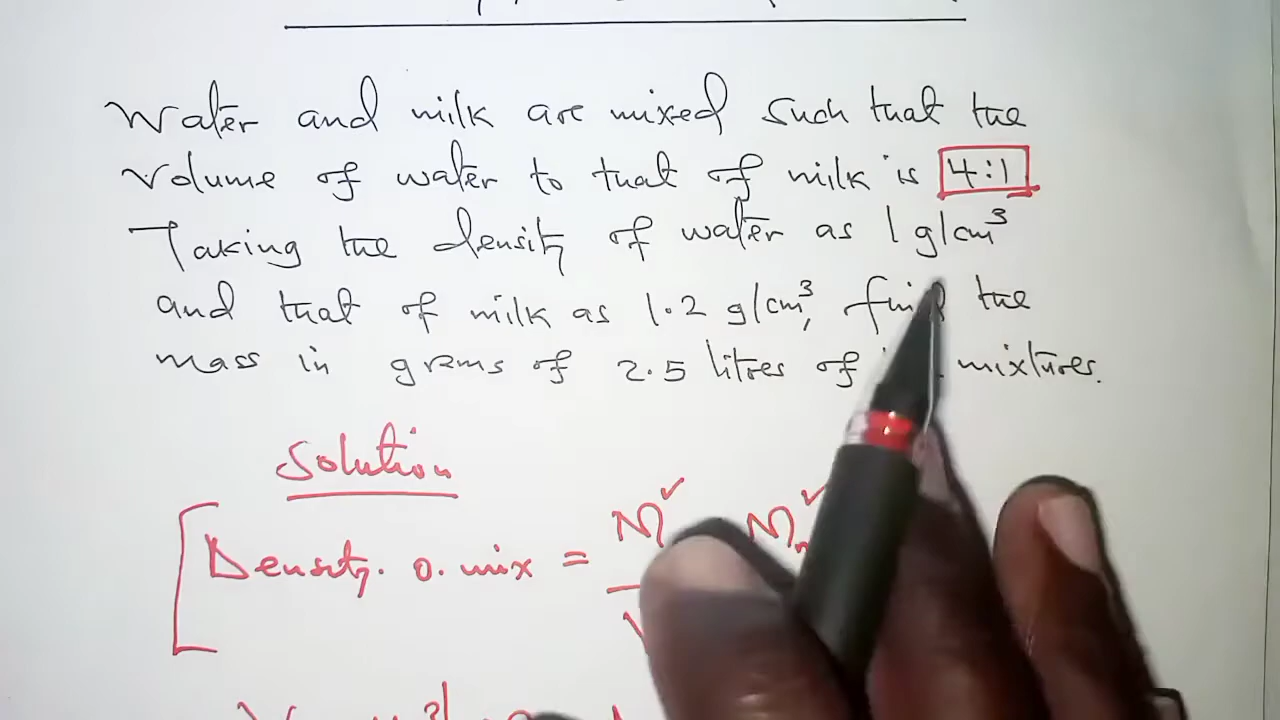 Water and milk are mixed such that the
volume of water to that of milk is 4:1
Taking the density of water as 1 g/cm³
and that of milk as 1.2 g/cm³, find the
mass in grams of 2.5 litres of mixtures.
Solution
Density. o. mix = M